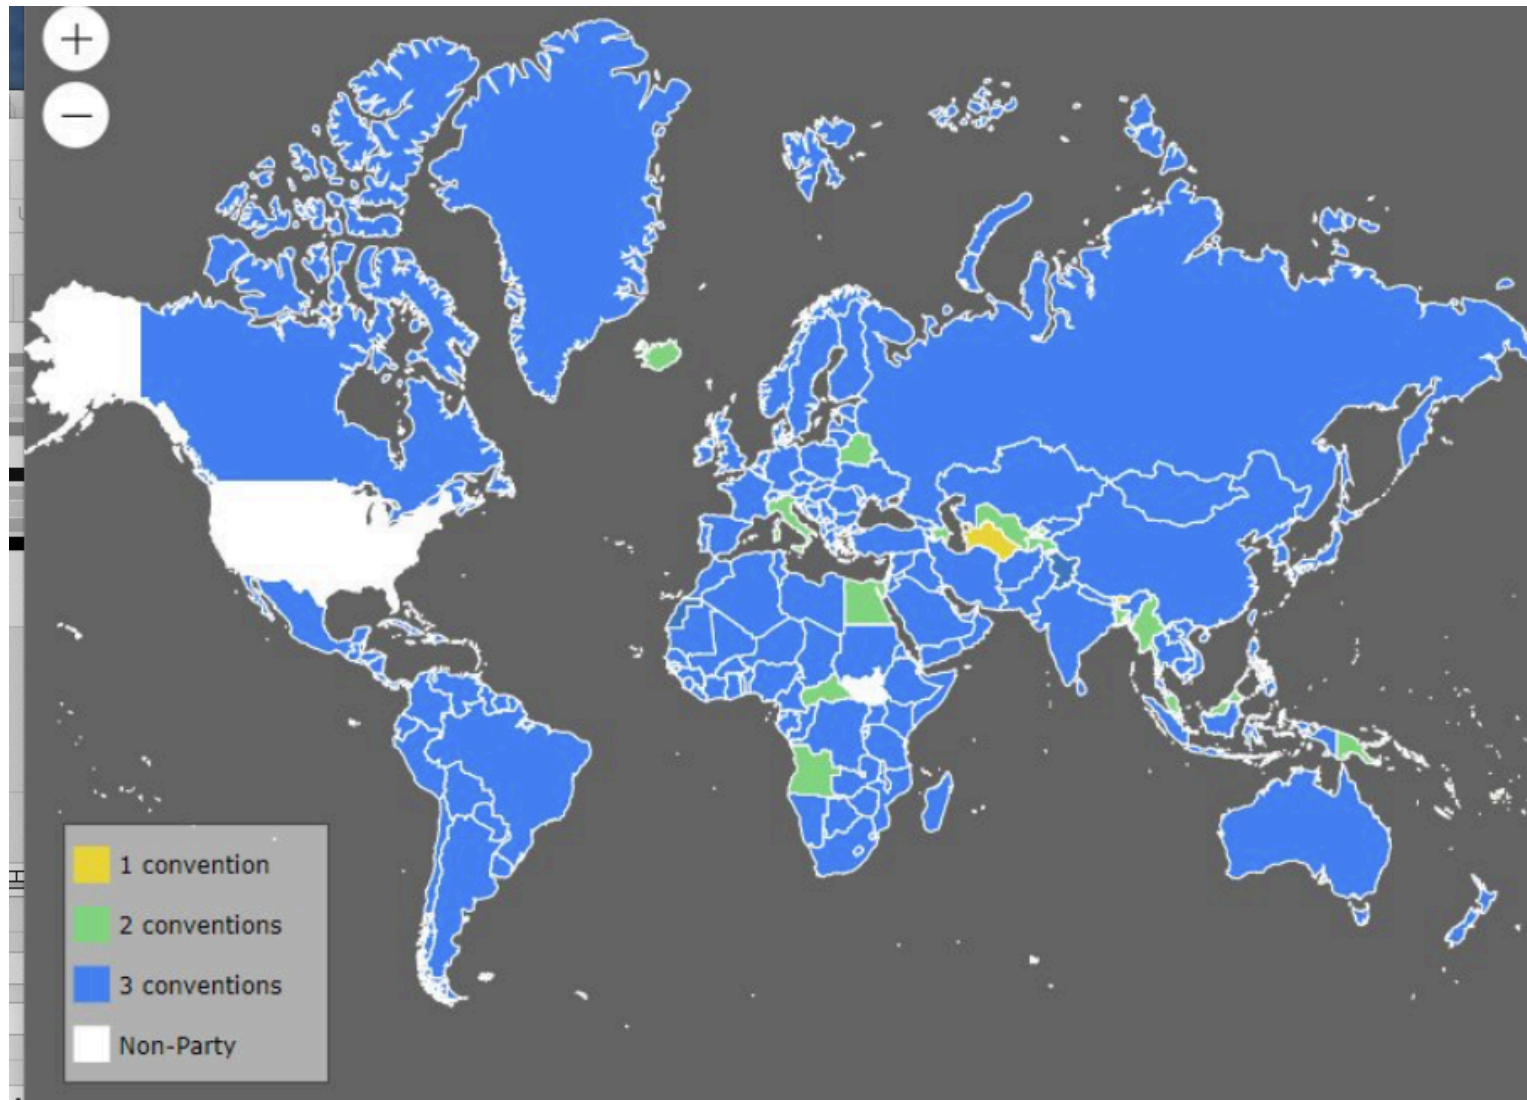 +
−
1 convention
2 conventions
3 conventions
Non-Party